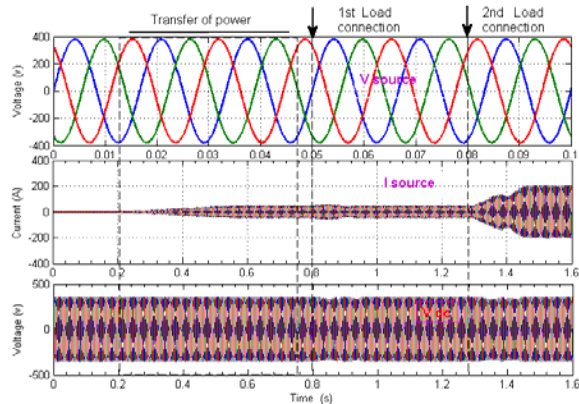 Transfer of power
1st Load
connection
2nd Load
connection
400
200
0
-200
-400
Voltage (v)
V source
0 0.01 0.02 0.03 0.04 0.05 0.06 0.07 0.08 0.09 0.1
400
200
0
-200
-400
Current (A)
I source
0 0.2 0.4 0.6 0.8 1 1.2 1.4 1.6
500
0
-500
Voltage (v)
0 0.2 0.4 0.6 0.8 1 1.2 1.4 1.6
Time (s)